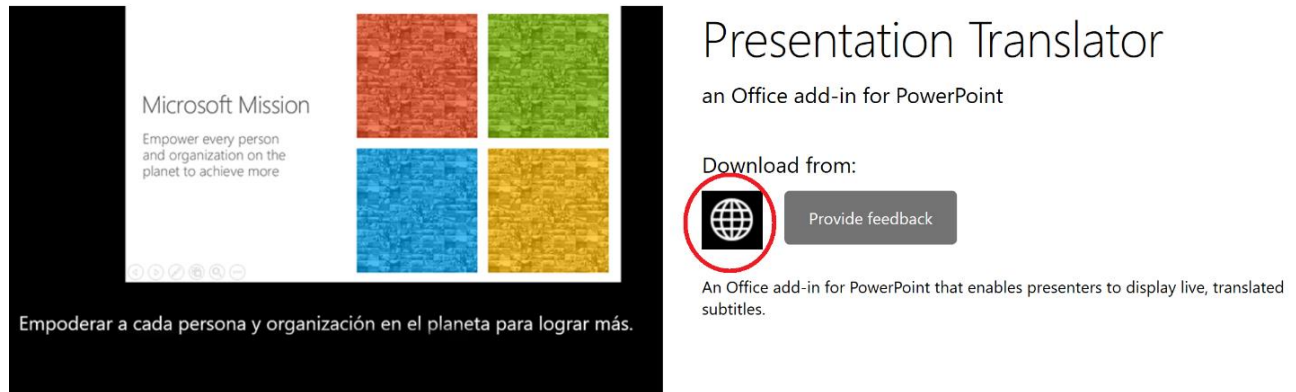 Microsoft Mission
Empower every person
and organization on the
planet to achieve more
Empoderar a cada persona y organización en el planeta para lograr más.
Presentation Translator
an Office add-in for PowerPoint
Download from:
Provide feedback
An Office add-in for PowerPoint that enables presenters to display live, translated
subtitles.